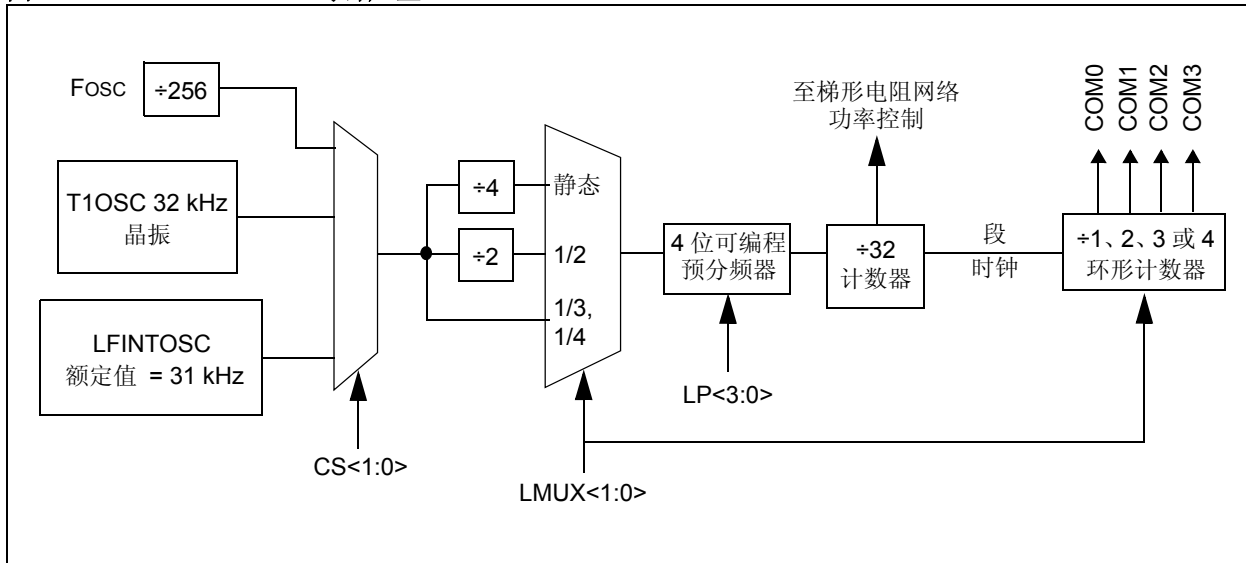 FOSC
÷256
T1OSC 32 kHz
晶振
LFINTOSC
额定值 = 31 kHz
CS<1:0>
÷4
÷2
静态
1/2
1/3,
1/4
LMUX<1:0>
4 位可编程
预分频器
LP<3:0>
至梯形电阻网络
功率控制
÷32
计数器
段
时钟
COM0
COM1
COM2
COM3
÷1、2、3 或 4
环形计数器